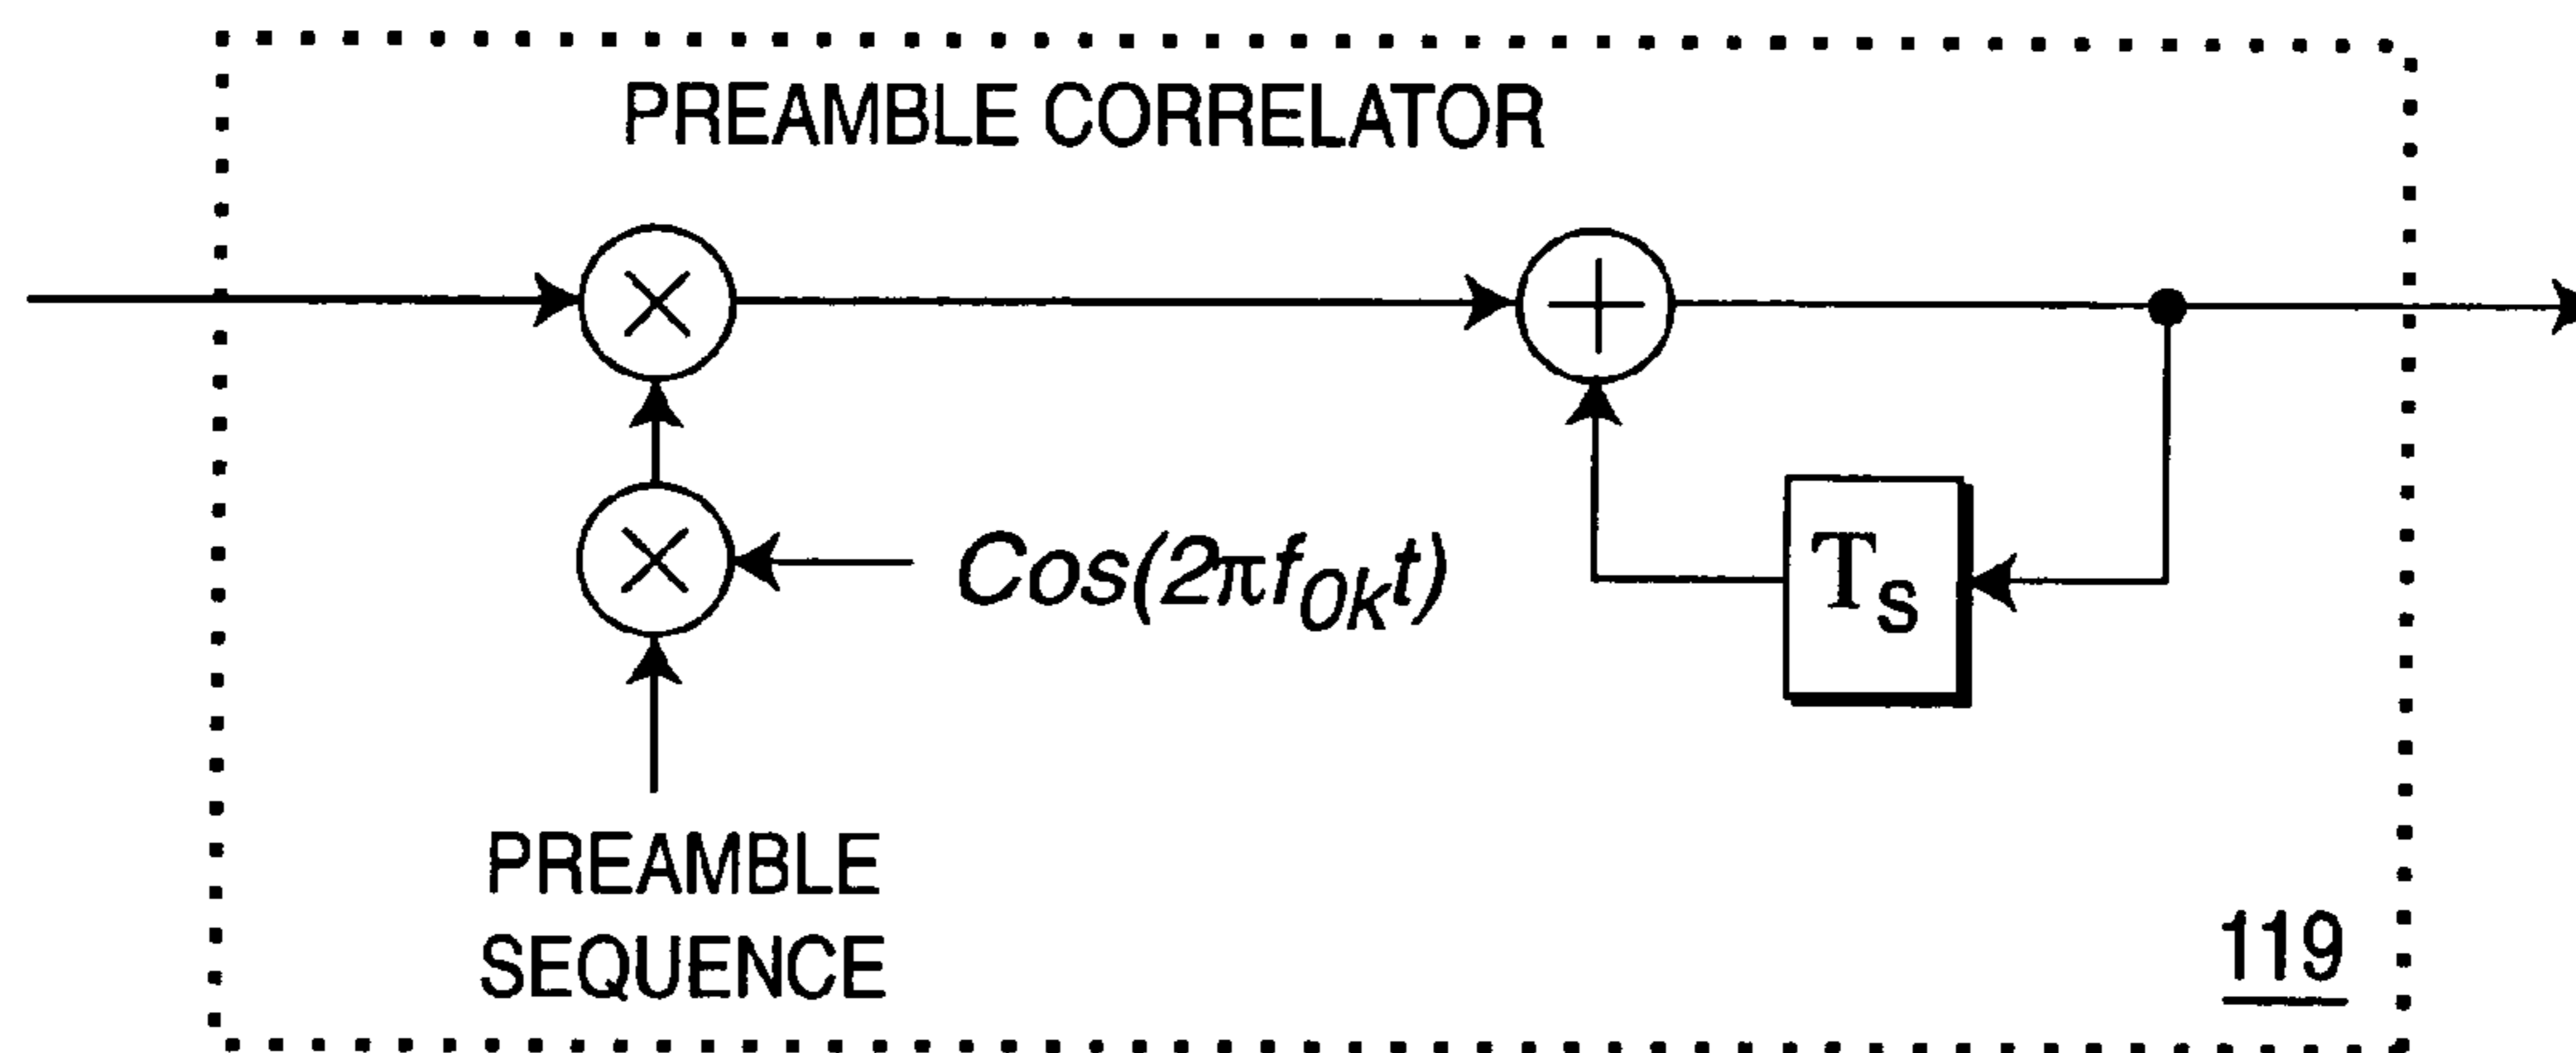 PREAMBLE CORRELATOR
Cos(2πf0kt)
TS
PREAMBLE
SEQUENCE
119